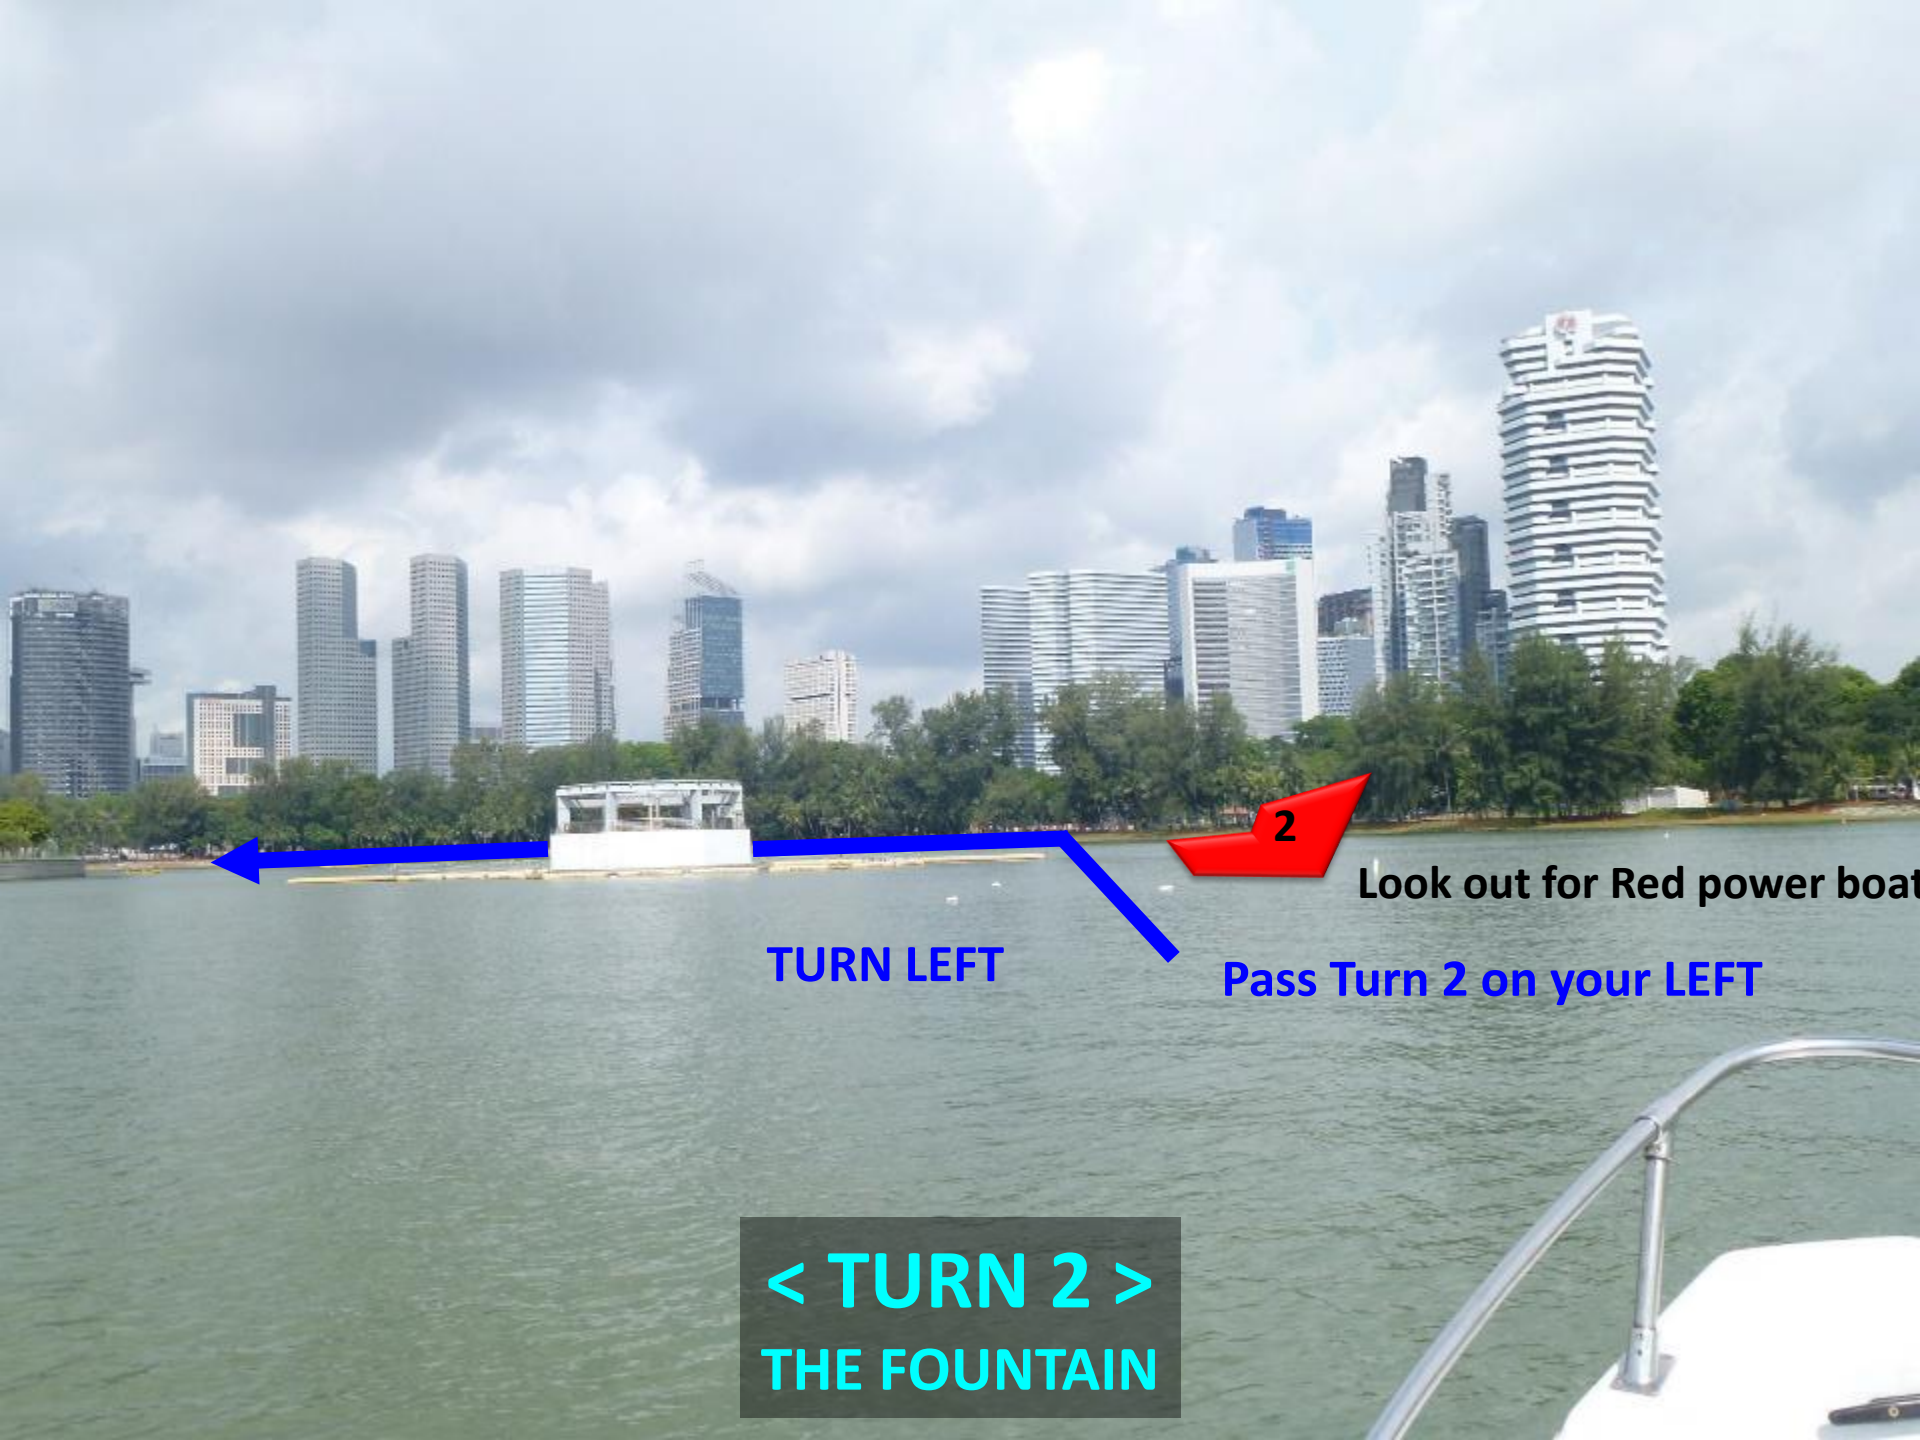 2
Look out for Red power boat
TURN LEFT
Pass Turn 2 on your LEFT
< TURN 2 >
THE FOUNTAIN